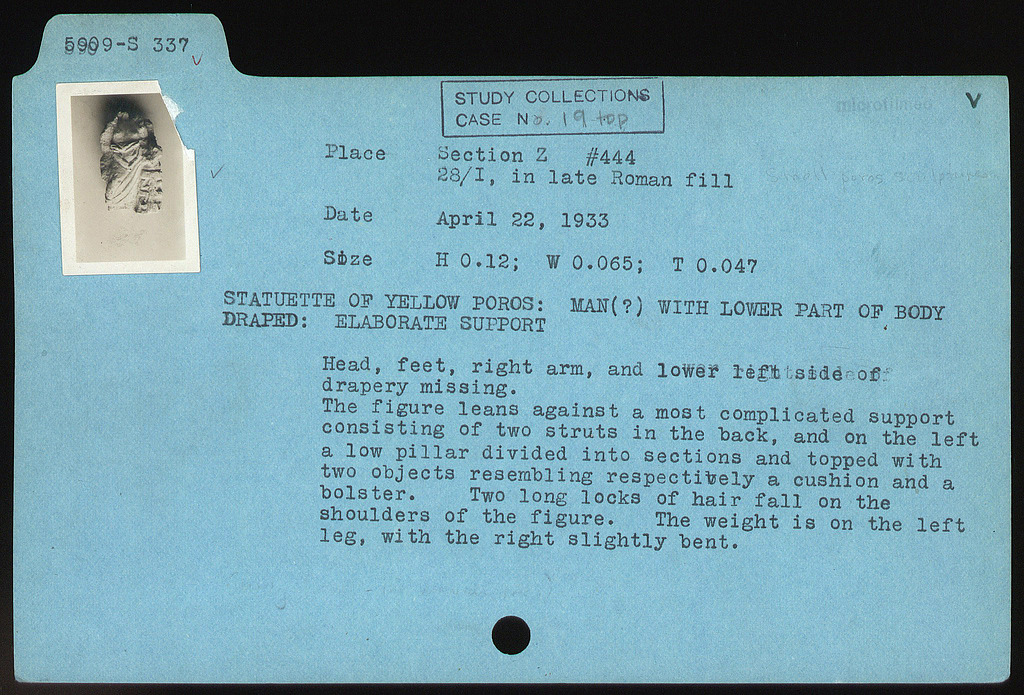 5909-S 337
STUDY COLLECTIONS
CASE No. 19 top
microfilmed
V
Place Section Z #444
28/I, in late Roman fill
Date April 22, 1933
Size H 0.12; W 0.065; T 0.047
STATUETTE OF YELLOW POROS: MAN(?) WITH LOWER PART OF BODY
DRAPED: ELABORATE SUPPORT
Head, feet, right arm, and lower left side of
drapery missing.
The figure leans against a most complicated support
consisting of two struts in the back, and on the left
a low pillar divided into sections and topped with
two objects resembling respectively a cushion and a
bolster. Two long locks of hair fall on the
shoulders of the figure. The weight is on the left
leg, with the right slightly bent.